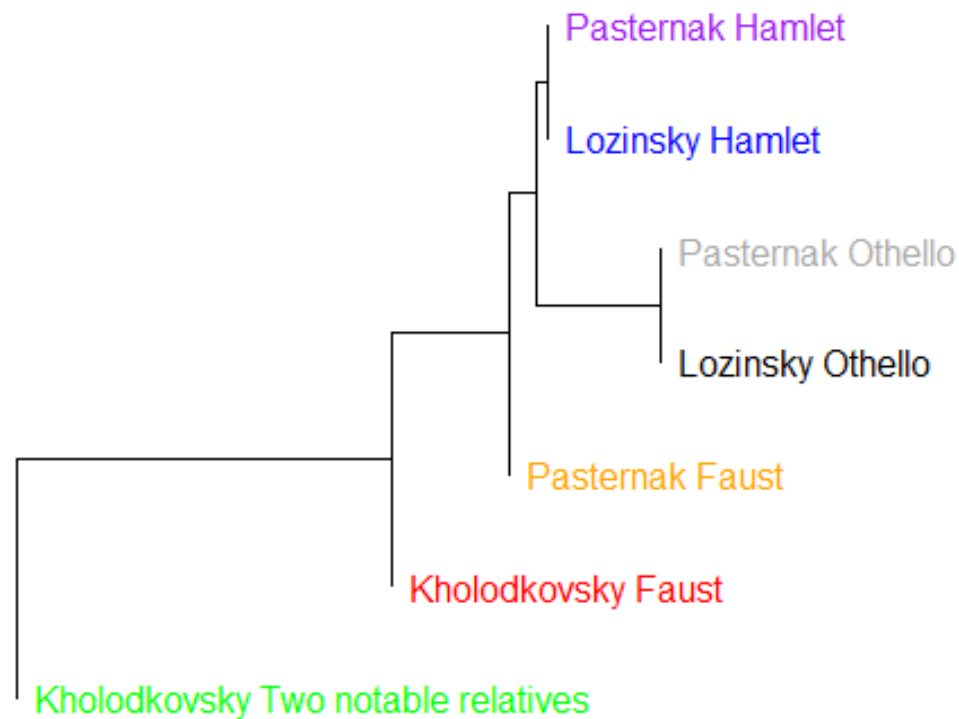 Pasternak Hamlet
Lozinsky Hamlet
Pasternak Othello
Lozinsky Othello
Pasternak Faust
Kholodkovsky Faust
Kholodkovsky Two notable relatives